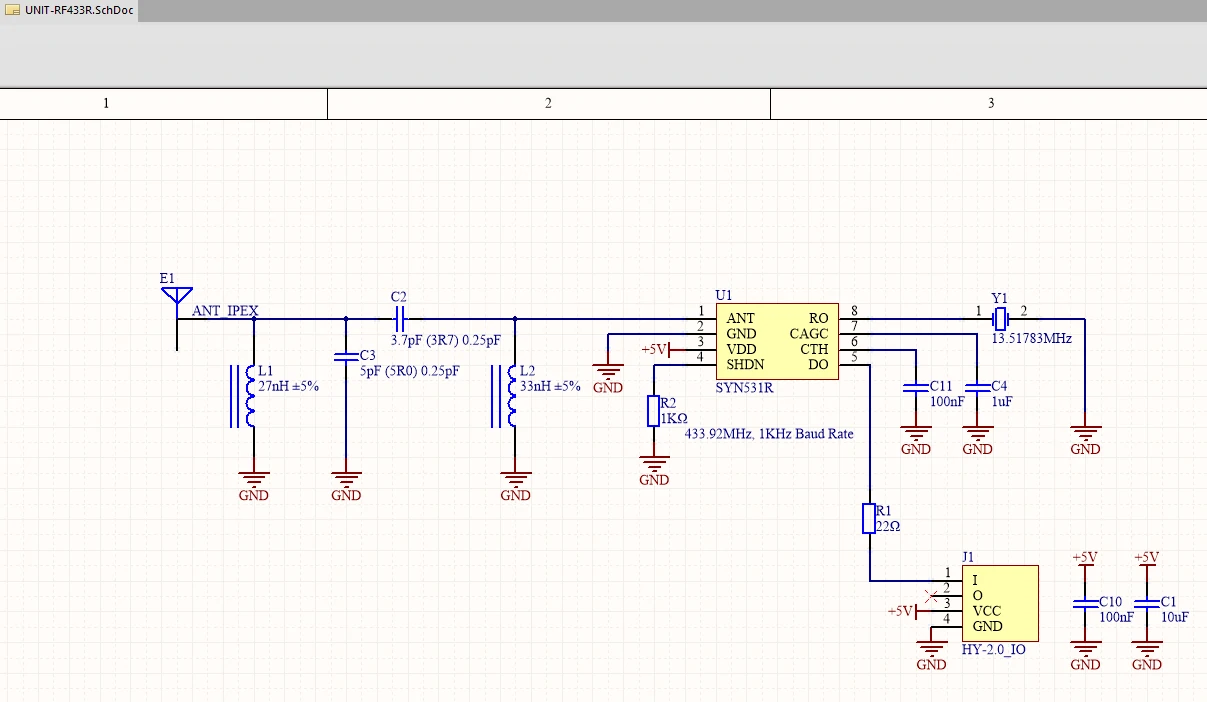 UNIT-RF433R.SchDoc
1
2
3
E1
ANT_IPEX
L1
27nH ±5%
GND
C3
5pF (5R0) 0.25pF
GND
C2
3.7pF (3R7) 0.25pF
L2
33nH ±5%
GND
GND
+5V
R2
1KΩ
GND
U1
1 ANT RO 8
2 GND CAGC 7
3 VDD CTH 6
4 SHDN DO 5
SYN531R
433.92MHz, 1KHz Baud Rate
Y1
1 2
13.51783MHz
C11
100nF
GND
C4
1uF
GND
GND
R1
22Ω
J1
1 I
2 O
+5V 3 VCC
4 GND
HY-2.0_IO
GND
+5V
C10
100nF
GND
+5V
C1
10uF
GND